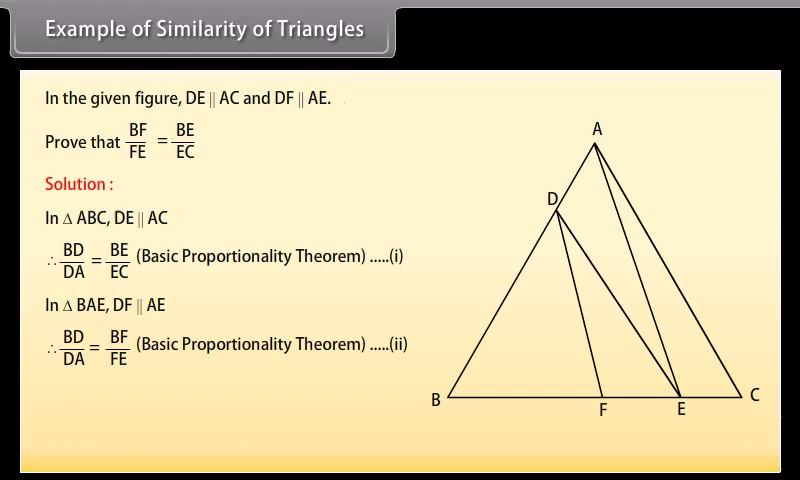 Example of Similarity of Triangles
In the given figure, DE || AC and DF || AE.
Prove that BF/FE = BE/EC
Solution :
In Δ ABC, DE || AC
∴ BD/DA = BE/EC (Basic Proportionality Theorem) .....(i)
In Δ BAE, DF || AE
∴ BD/DA = BF/FE (Basic Proportionality Theorem) .....(ii)
A
D
B
F
E
C